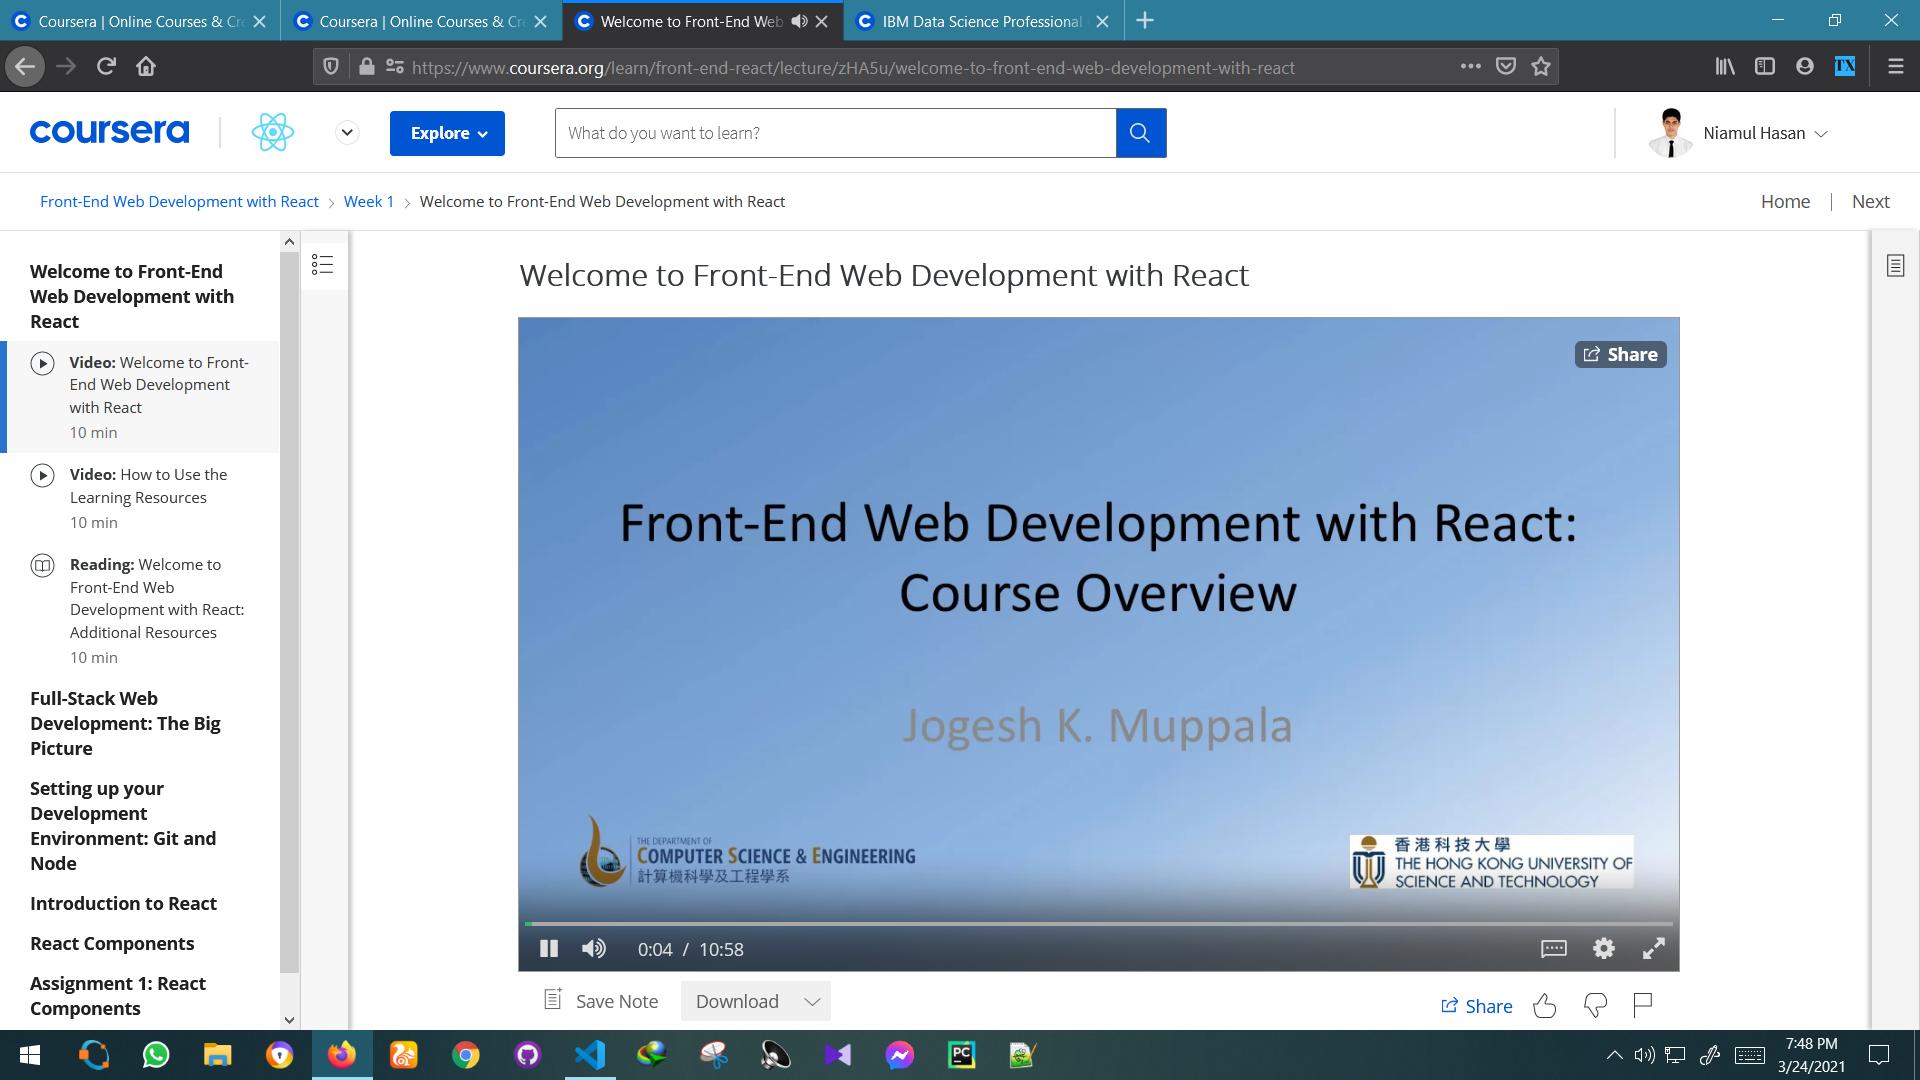 Coursera | Online Courses & Cre
Coursera | Online Courses & Cre
Welcome to Front-End Web
IBM Data Science Professional
https://www.coursera.org/learn/front-end-react/lecture/zHA5u/welcome-to-front-end-web-development-with-react
TX
coursera
Explore
What do you want to learn?
Niamul Hasan
Front-End Web Development with React > Week 1 > Welcome to Front-End Web Development with React
Home | Next
Welcome to Front-End
Web Development with
React
Video: Welcome to Front-
End Web Development
with React
10 min
Video: How to Use the
Learning Resources
10 min
Reading: Welcome to
Front-End Web
Development with React:
Additional Resources
10 min
Full-Stack Web
Development: The Big
Picture
Setting up your
Development
Environment: Git and
Node
Introduction to React
React Components
Assignment 1: React
Components
Welcome to Front-End Web Development with React
Share
Front-End Web Development with React:
Course Overview
Jogesh K. Muppala
THE DEPARTMENT OF
COMPUTER SCIENCE & ENGINEERING
計算機科學及工程學系
香港科技大學
THE HONG KONG UNIVERSITY OF
SCIENCE AND TECHNOLOGY
0:04 / 10:58
Save Note
Download
Share
PC
7:48 PM
3/24/2021